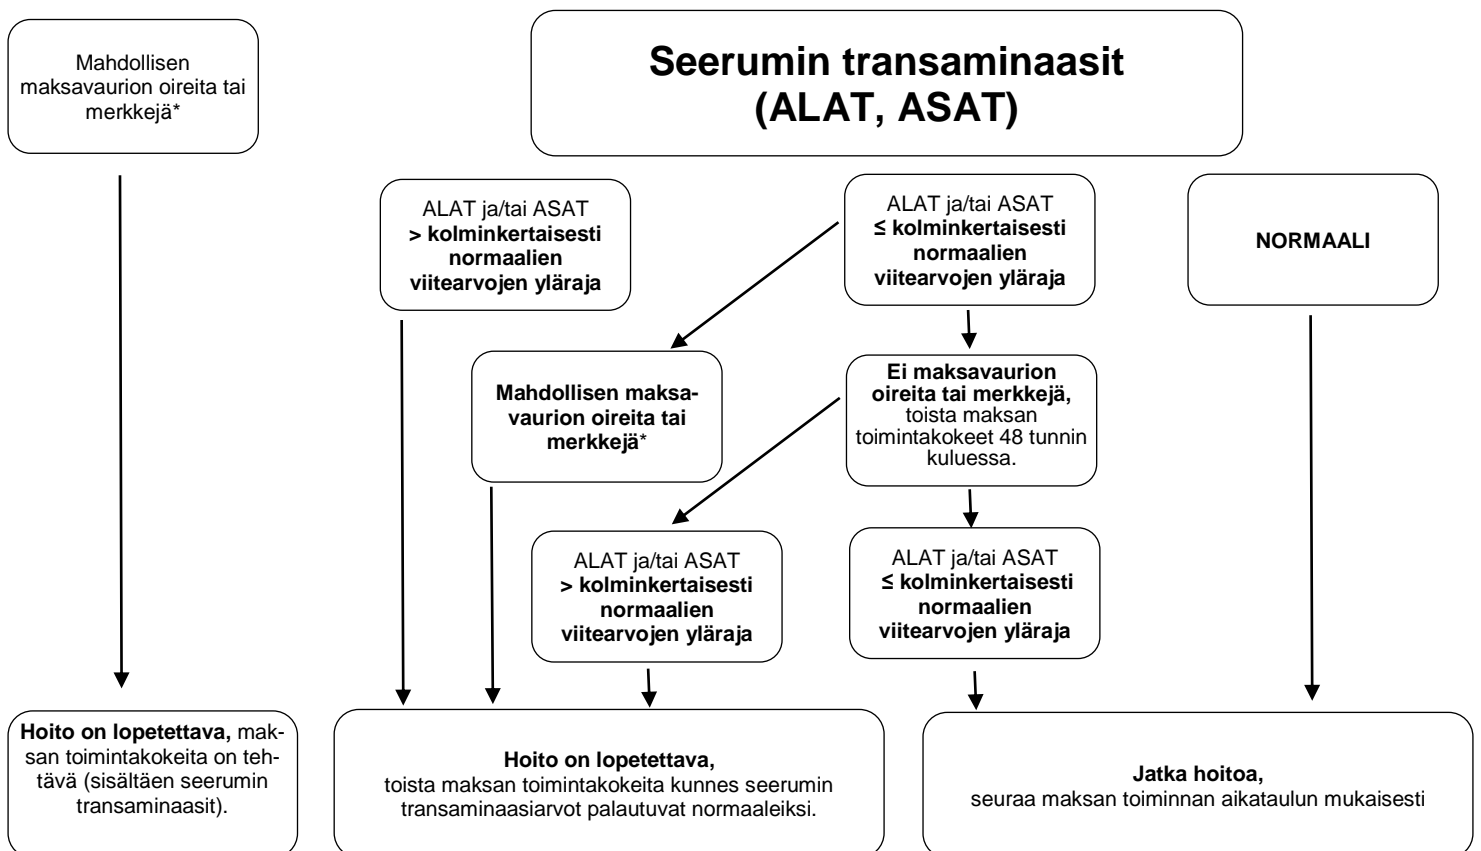 Mahdollisen
maksavaurion oireita tai
merkkejä*
Seerumin transaminaasit
(ALAT, ASAT)
ALAT ja/tai ASAT
> kolminkertaisesti
normaalien
viitearvojen yläraja
ALAT ja/tai ASAT
≤ kolminkertaisesti
normaalien
viitearvojen yläraja
NORMAALI
Mahdollisen maksa-
vaurion oireita tai
merkkejä*
Ei maksavaurion
oireita tai merkkejä,
toista maksan
toimintakokeet 48 tunnin
kuluessa.
ALAT ja/tai ASAT
> kolminkertaisesti
normaalien
viitearvojen yläraja
ALAT ja/tai ASAT
≤ kolminkertaisesti
normaalien
viitearvojen yläraja
Hoito on lopetettava, mak-
san toimintakokeita on teh-
tävä (sisältäen seerumin
transaminaasit).
Hoito on lopetettava,
toista maksan toimintakokeita kunnes seerumin
transaminaasiarvot palautuvat normaaleiksi.
Jatka hoitoa,
seuraa maksan toiminnan aikataulun mukaisesti